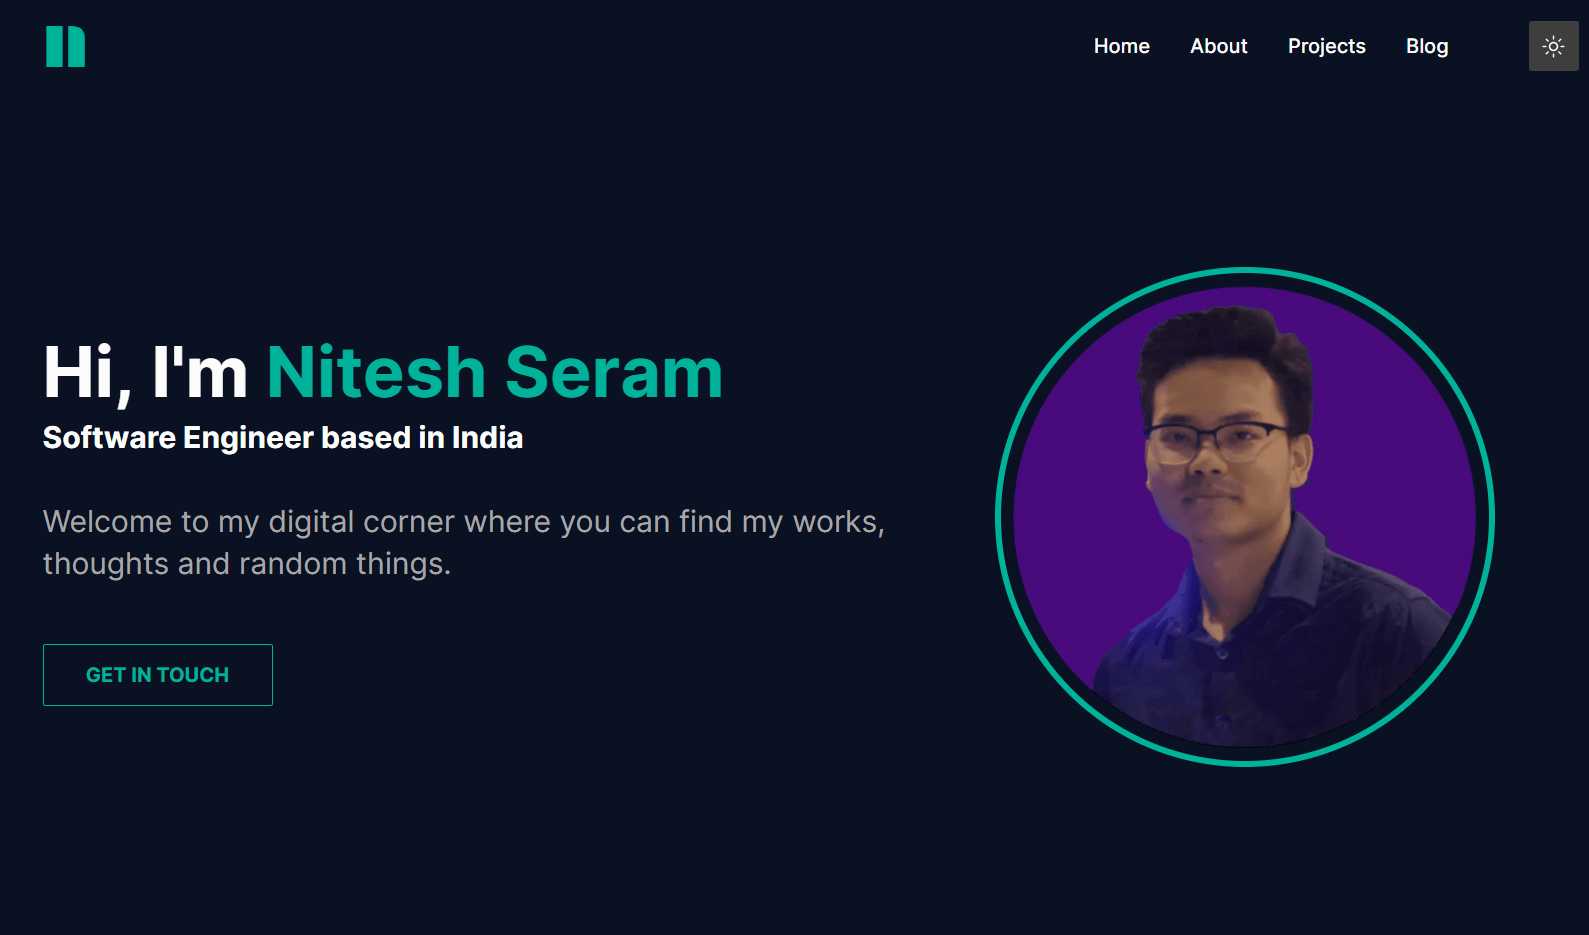 Home About Projects Blog
Hi, I'm Nitesh Seram
Software Engineer based in India
Welcome to my digital corner where you can find my works,
thoughts and random things.
GET IN TOUCH